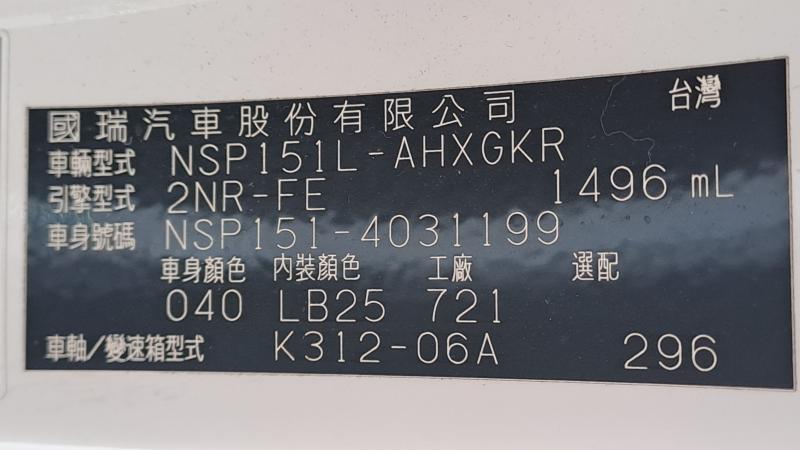 國瑞汽車股份有限公司 台灣
車輛型式 NSP151L-AHXGKR
引擎型式 2NR-FE 1496 mL
車身號碼 NSP151-4031199
車身顏色 內裝顏色 工廠 選配
040 LB25 721
車軸/變速箱型式 K312-06A 296